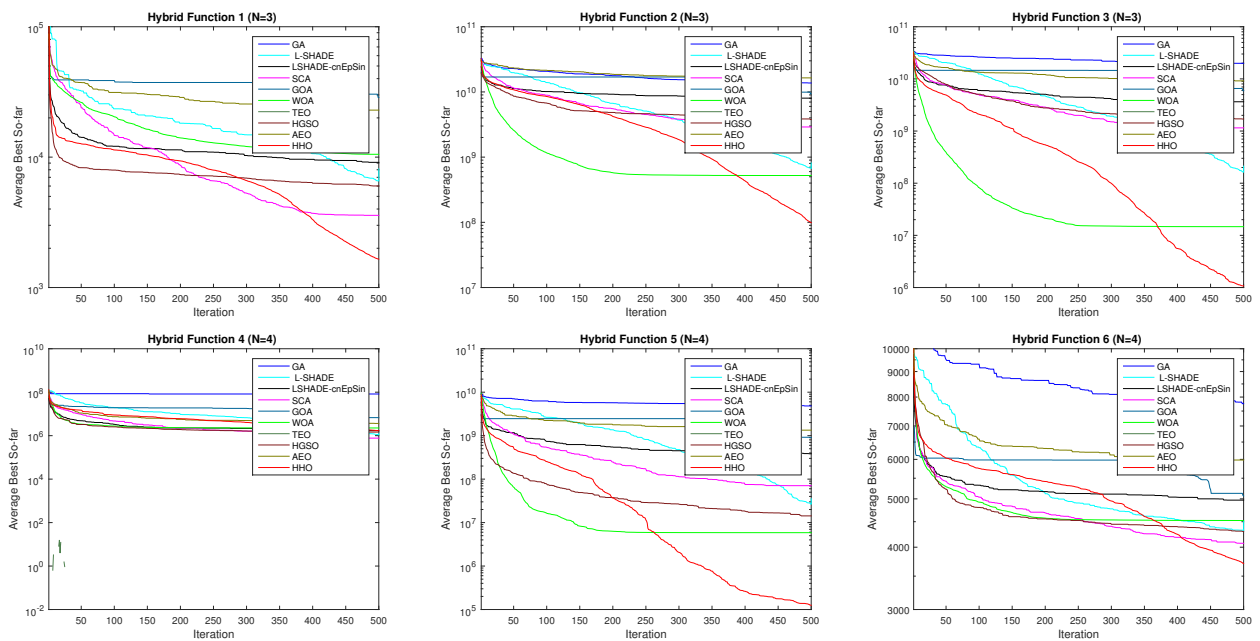 Hybrid Function 1 (N=3)
10^5
10^4
10^3
Average Best So-far
50 100 150 200 250 300 350 400 450 500
Iteration
GA
L-SHADE
LSHADE-cnEpSin
SCA
GOA
WOA
TEO
HGSO
AEO
HHO
Hybrid Function 2 (N=3)
10^11
10^10
10^9
10^8
10^7
Average Best So-far
50 100 150 200 250 300 350 400 450 500
Iteration
GA
L-SHADE
LSHADE-cnEpSin
SCA
GOA
WOA
TEO
HGSO
AEO
HHO
Hybrid Function 3 (N=3)
10^11
10^10
10^9
10^8
10^7
10^6
Average Best So-far
50 100 150 200 250 300 350 400 450 500
Iteration
GA
L-SHADE
LSHADE-cnEpSin
SCA
GOA
WOA
TEO
HGSO
AEO
HHO
Hybrid Function 4 (N=4)
10^10
10^8
10^6
10^4
10^2
10^0
10^-2
Average Best So-far
50 100 150 200 250 300 350 400 450 500
Iteration
GA
L-SHADE
LSHADE-cnEpSin
SCA
GOA
WOA
TEO
HGSO
AEO
HHO
Hybrid Function 5 (N=4)
10^11
10^10
10^9
10^8
10^7
10^6
10^5
Average Best So-far
50 100 150 200 250 300 350 400 450 500
Iteration
GA
L-SHADE
LSHADE-cnEpSin
SCA
GOA
WOA
TEO
HGSO
AEO
HHO
Hybrid Function 6 (N=4)
10000
9000
8000
7000
6000
5000
4000
3000
Average Best So-far
50 100 150 200 250 300 350 400 450 500
Iteration
GA
L-SHADE
LSHADE-cnEpSin
SCA
GOA
WOA
TEO
HGSO
AEO
HHO